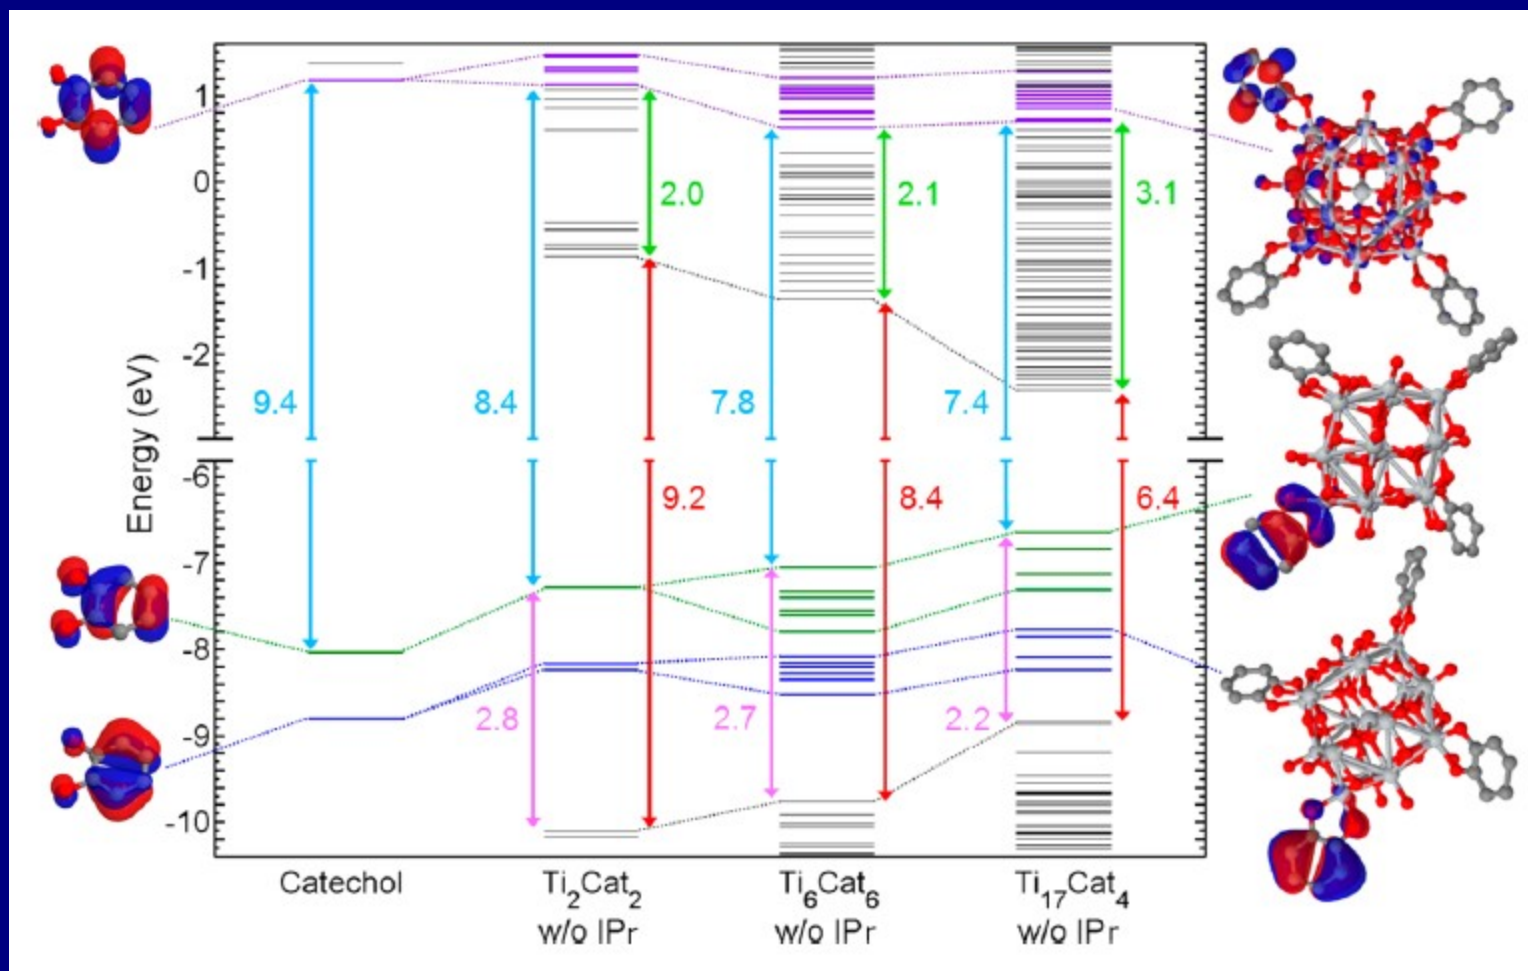 1
0
-1
-2
-6
-7
-8
-9
-10
Energy (eV)
2.0
2.1
3.1
9.4
8.4
7.8
7.4
9.2
8.4
6.4
2.8
2.7
2.2
Catechol
Ti2Cat2
w/o IPr
Ti6Cat6
w/o IPr
Ti17Cat4
w/o IPr